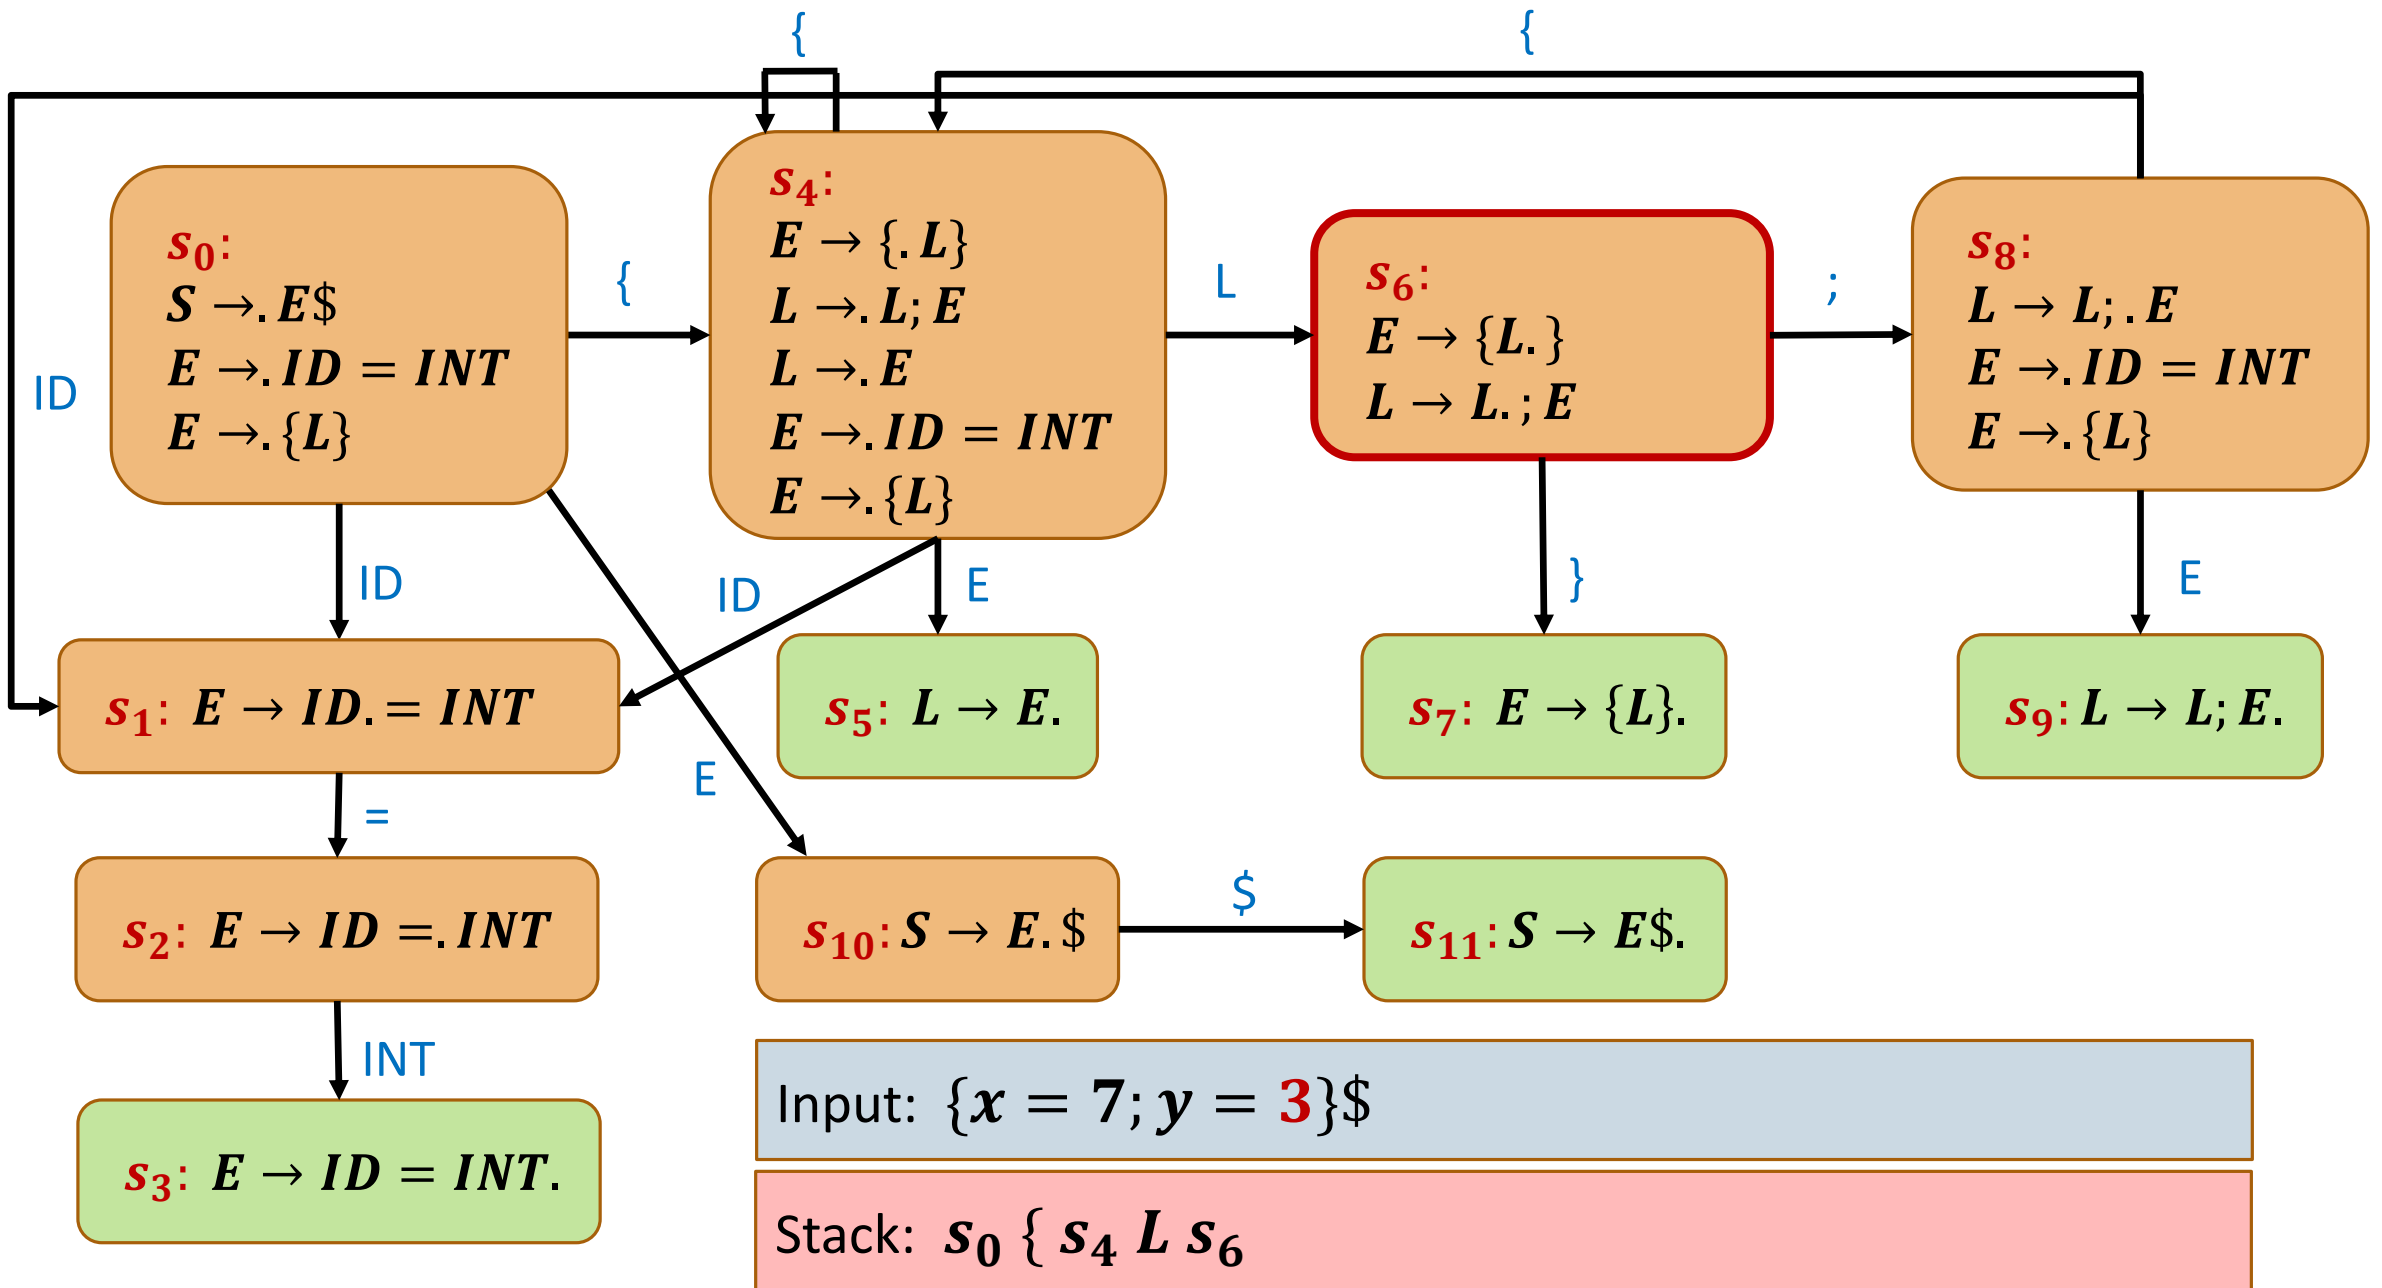 {
{
s₀:
S →. E$
E →. ID = INT
E →. {L}
{
s₄:
E → {. L}
L →. L; E
L →. E
E →. ID = INT
E →. {L}
L
s₆:
E → {L. }
L → L. ; E
;
s₈:
L → L; . E
E →. ID = INT
E →. {L}
ID
ID
ID
E
}
E
s₁: E → ID. = INT
s₅: L → E.
s₇: E → {L}.
s₉: L → L; E.
E
=
s₂: E → ID =. INT
s₁₀: S → E. $
$
s₁₁: S → E$.
INT
s₃: E → ID = INT.
Input: {x = 7; y = 3}$
Stack: s₀ { s₄ L s₆